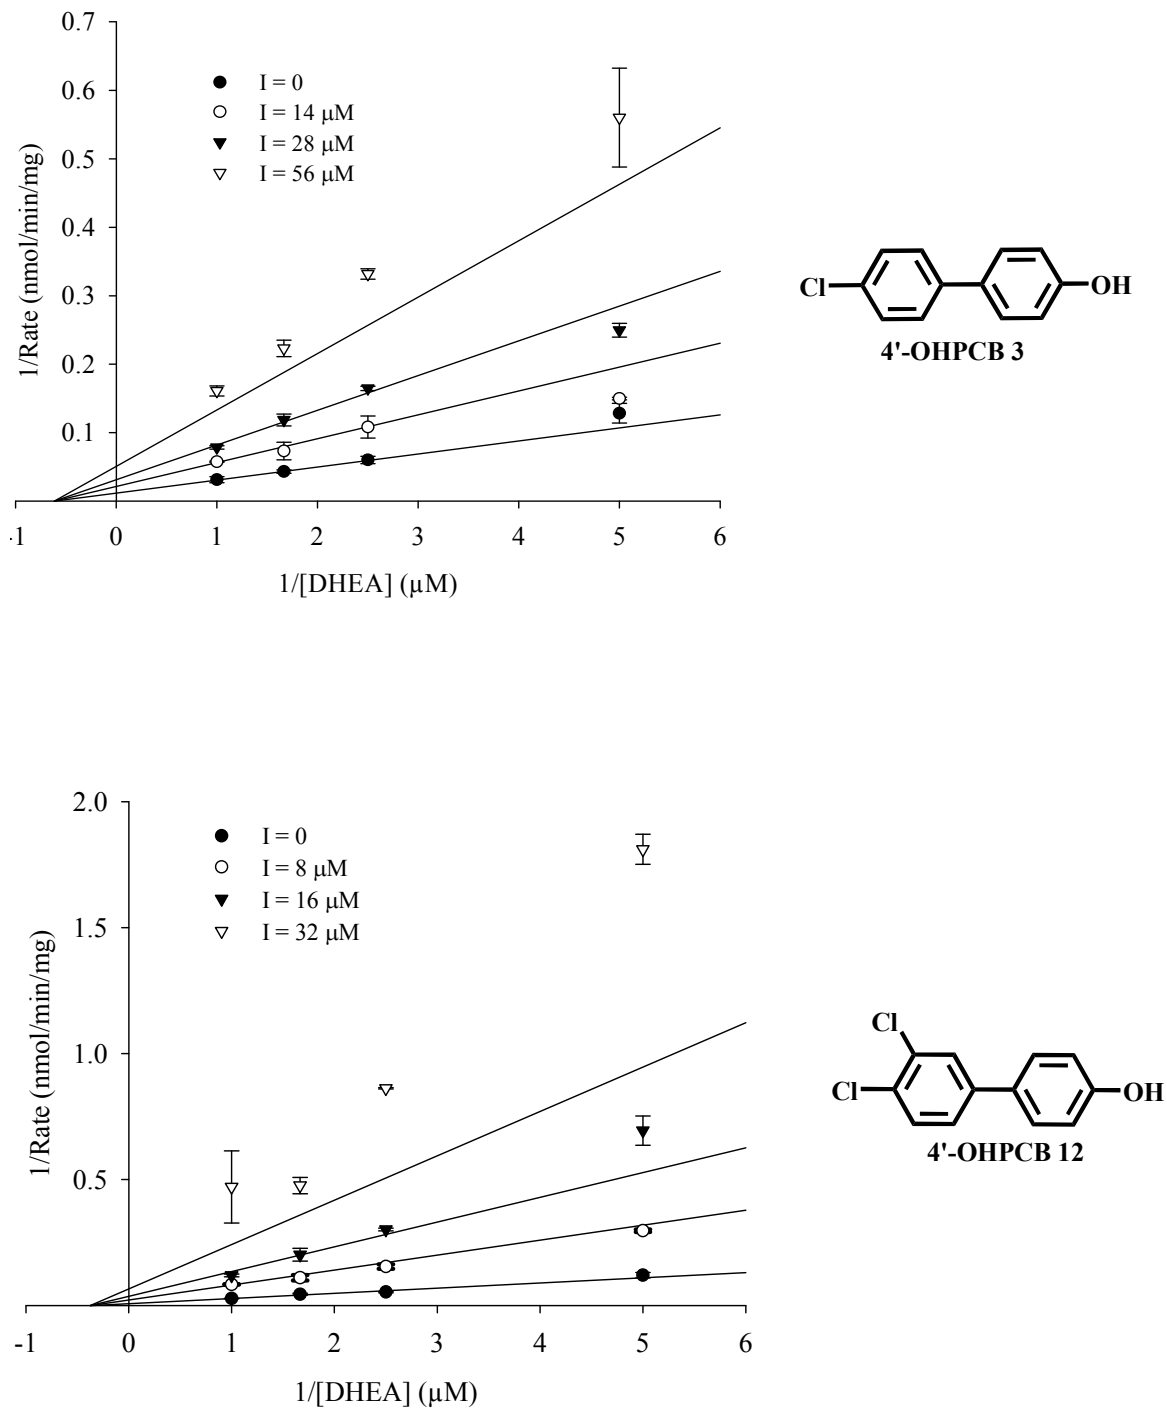 0.7
0.6
0.5
0.4
0.3
0.2
0.1
1/Rate (nmol/min/mg)
I = 0
I = 14 µM
I = 28 µM
I = 56 µM
-1 0 1 2 3 4 5 6
1/[DHEA] (µM)
Cl OH
4'-OHPCB 3
2.0
1.5
1.0
0.5
1/Rate (nmol/min/mg)
I = 0
I = 8 µM
I = 16 µM
I = 32 µM
-1 0 1 2 3 4 5 6
1/[DHEA] (µM)
Cl
Cl OH
4'-OHPCB 12